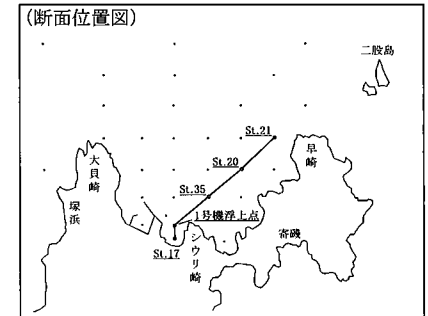 (断面位置図)
二股島
St.21
早崎
大貝崎
St.20
塚浜
St.35
1号機浮上点
寄磯
シウリ崎
St.17